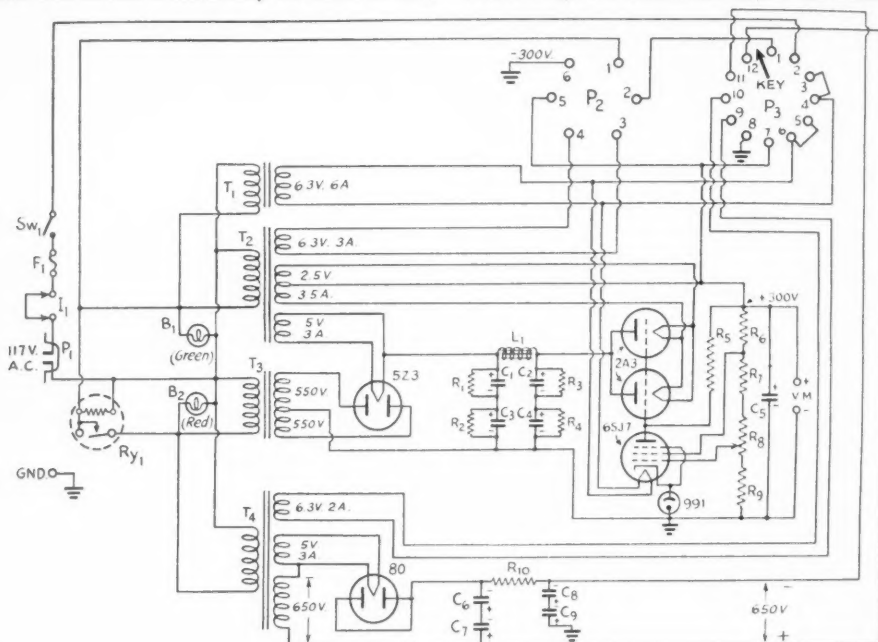 -300V.
6
1
5
2
P2
4
3
11
12
1
2
KEY
3
10
P3
4
9
5
8
7
6
T1
6.3V. 6A
Sw1
F1
I1
117V.
A.C.
P1
T2
6.3V. 3A.
2.5V
3.5A.
5V
3A.
B1
(Green)
B2
(Red)
T3
550V
550V
5Z3
L1
R1
C1
C2
R3
R2
C3
C4
R4
2A3
6SJ7
R5
+300V
R6
R7
C5
+
V M
-
R8
R9
991
Ry1
GND.
T4
6.3V. 2A.
5V
3A
650V
80
R10
C6
C7
C8
C9
-
650V
+